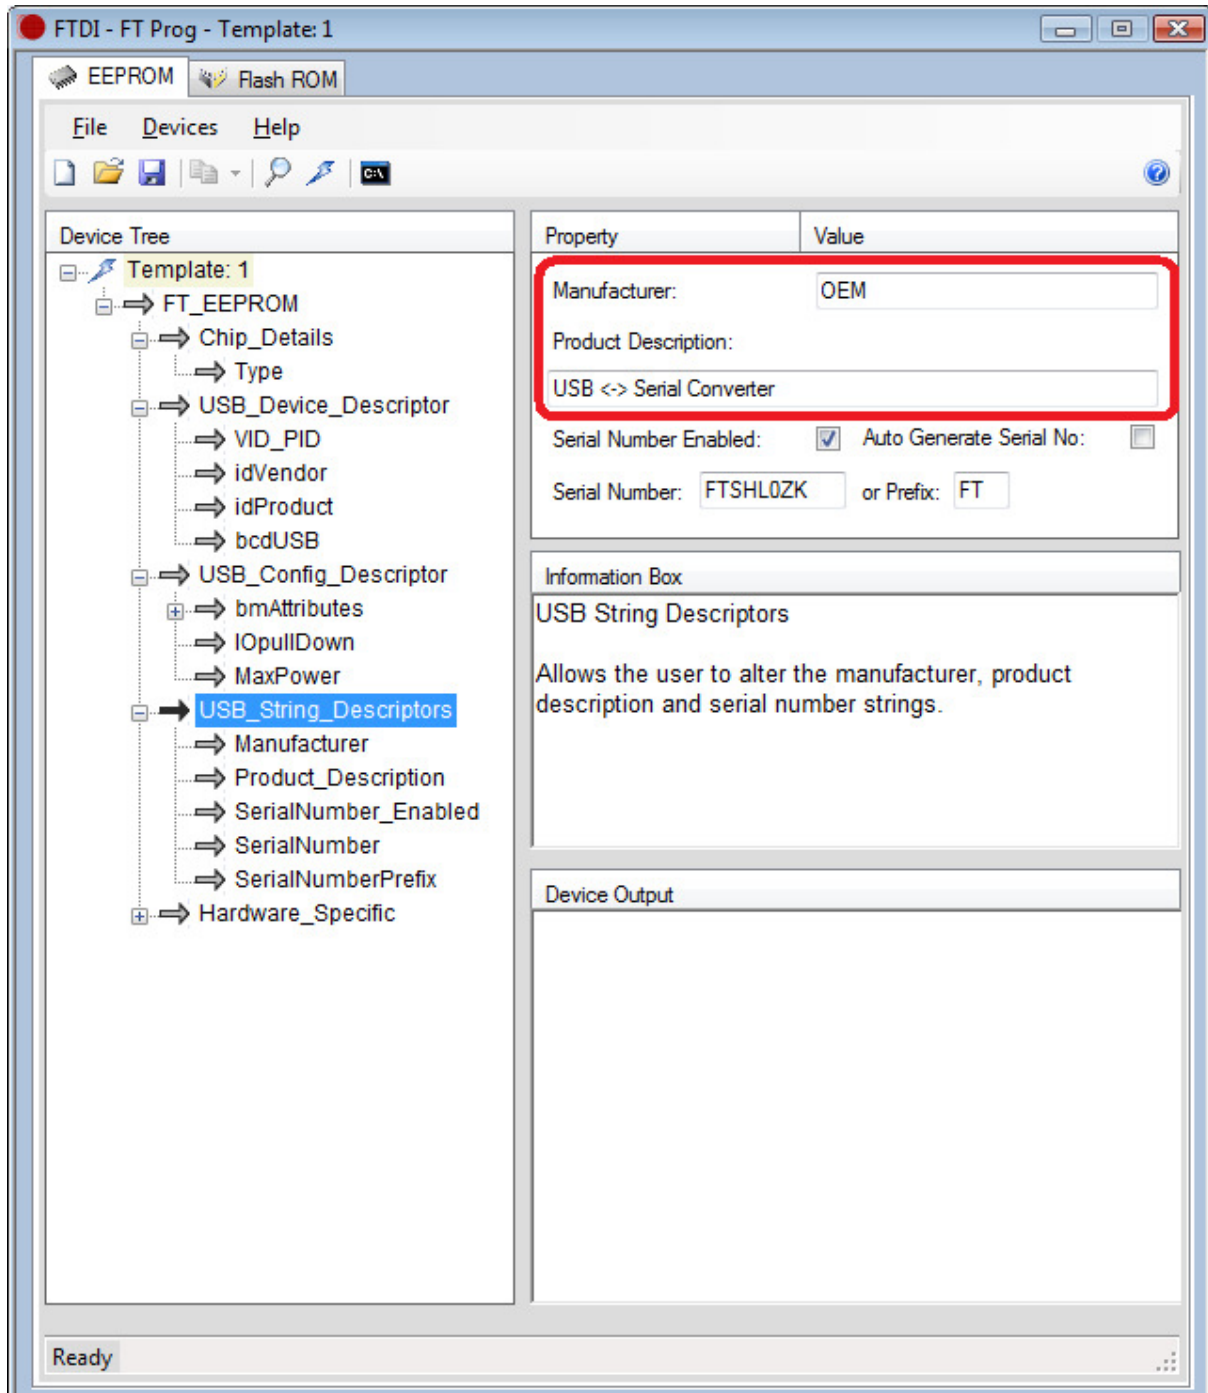 FTDI - FT Prog - Template: 1
EEPROM
Flash ROM
File Devices Help
C:\
Device Tree
Template: 1
FT_EEPROM
Chip_Details
Type
USB_Device_Descriptor
VID_PID
idVendor
idProduct
bcdUSB
USB_Config_Descriptor
bmAttributes
IOpullDown
MaxPower
USB_String_Descriptors
Manufacturer
Product_Description
SerialNumber_Enabled
SerialNumber
SerialNumberPrefix
Hardware_Specific
Property Value
Manufacturer: OEM
Product Description:
USB <-> Serial Converter
Serial Number Enabled: Auto Generate Serial No:
Serial Number: FTSHL0ZK or Prefix: FT
Information Box
USB String Descriptors
Allows the user to alter the manufacturer, product
description and serial number strings.
Device Output
Ready